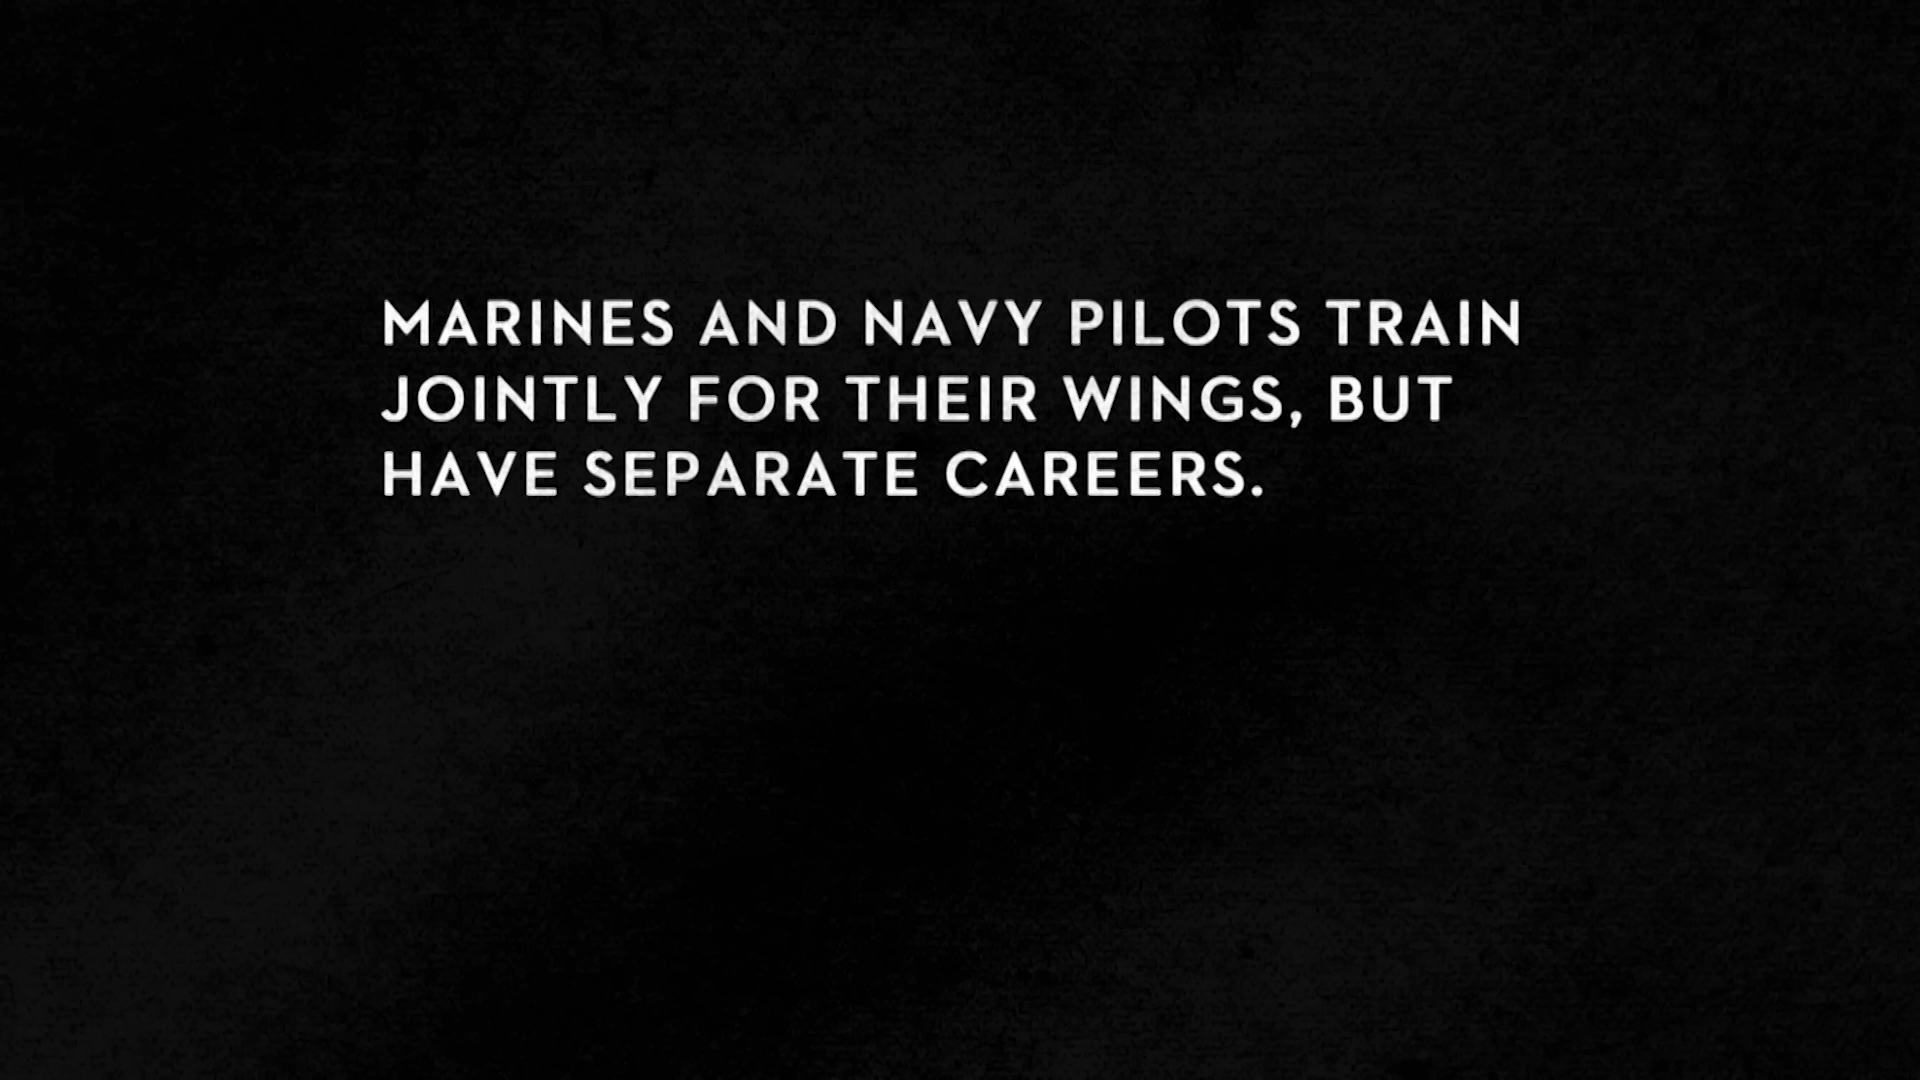 MARINES AND NAVY PILOTS TRAIN
JOINTLY FOR THEIR WINGS, BUT
HAVE SEPARATE CAREERS.